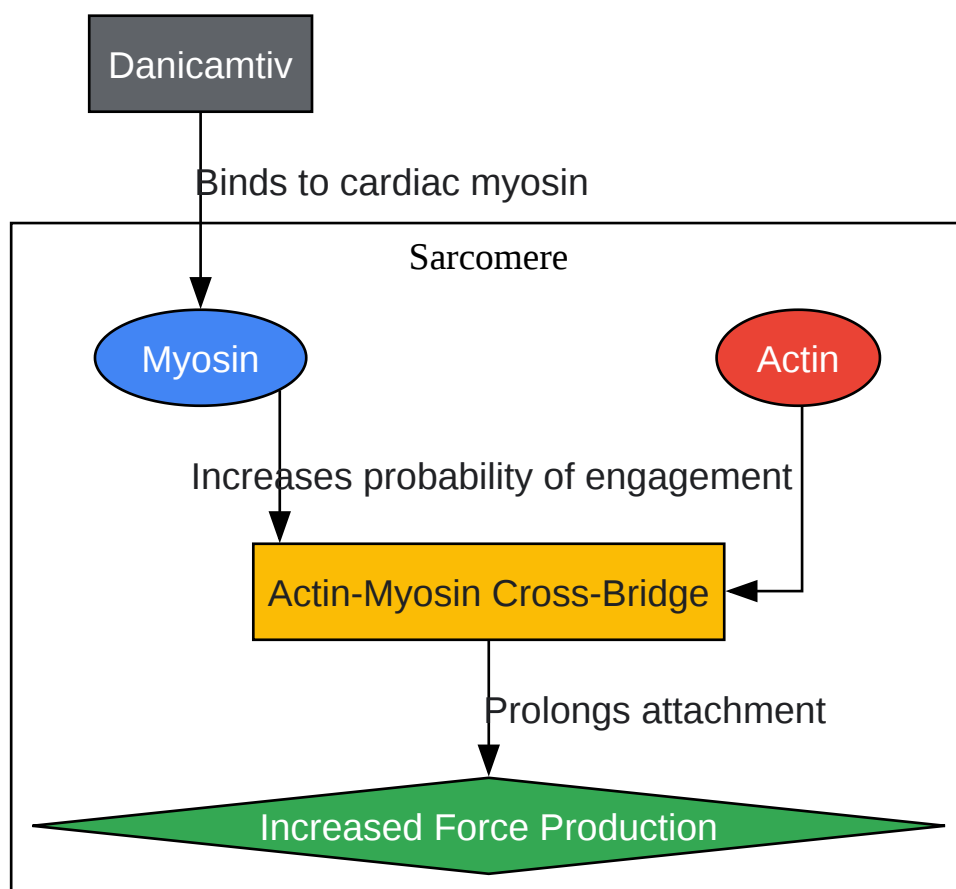 Danicamtiv
Binds to cardiac myosin
Sarcomere
Myosin
Actin
Increases probability of engagement
Actin-Myosin Cross-Bridge
Prolongs attachment
Increased Force Production